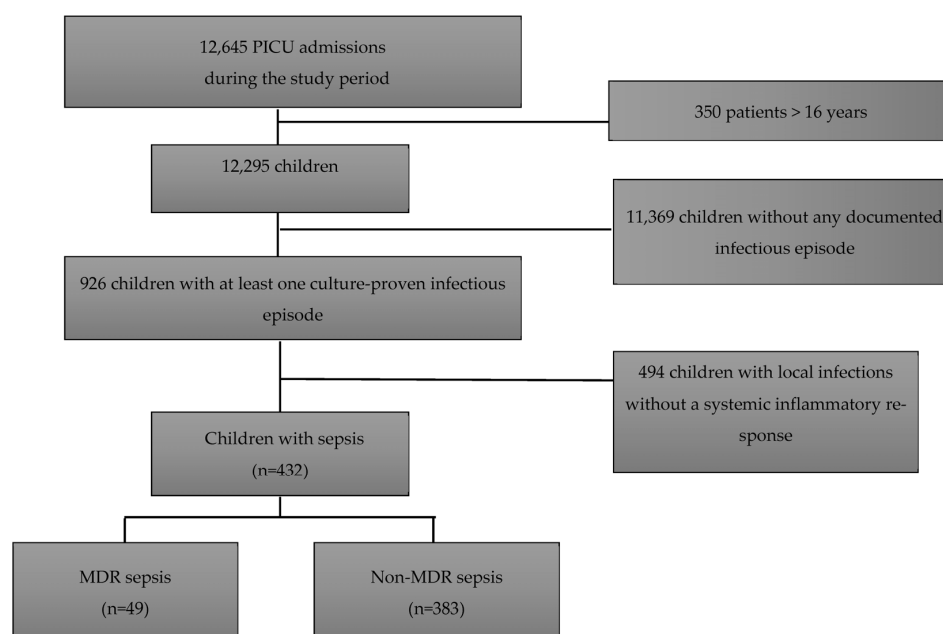 12,645 PICU admissions
during the study period
350 patients > 16 years
12,295 children
11,369 children without any documented
infectious episode
926 children with at least one culture-proven infectious
episode
494 children with local infections
without a systemic inflammatory re-
sponse
Children with sepsis
(n=432)
MDR sepsis
(n=49)
Non-MDR sepsis
(n=383)